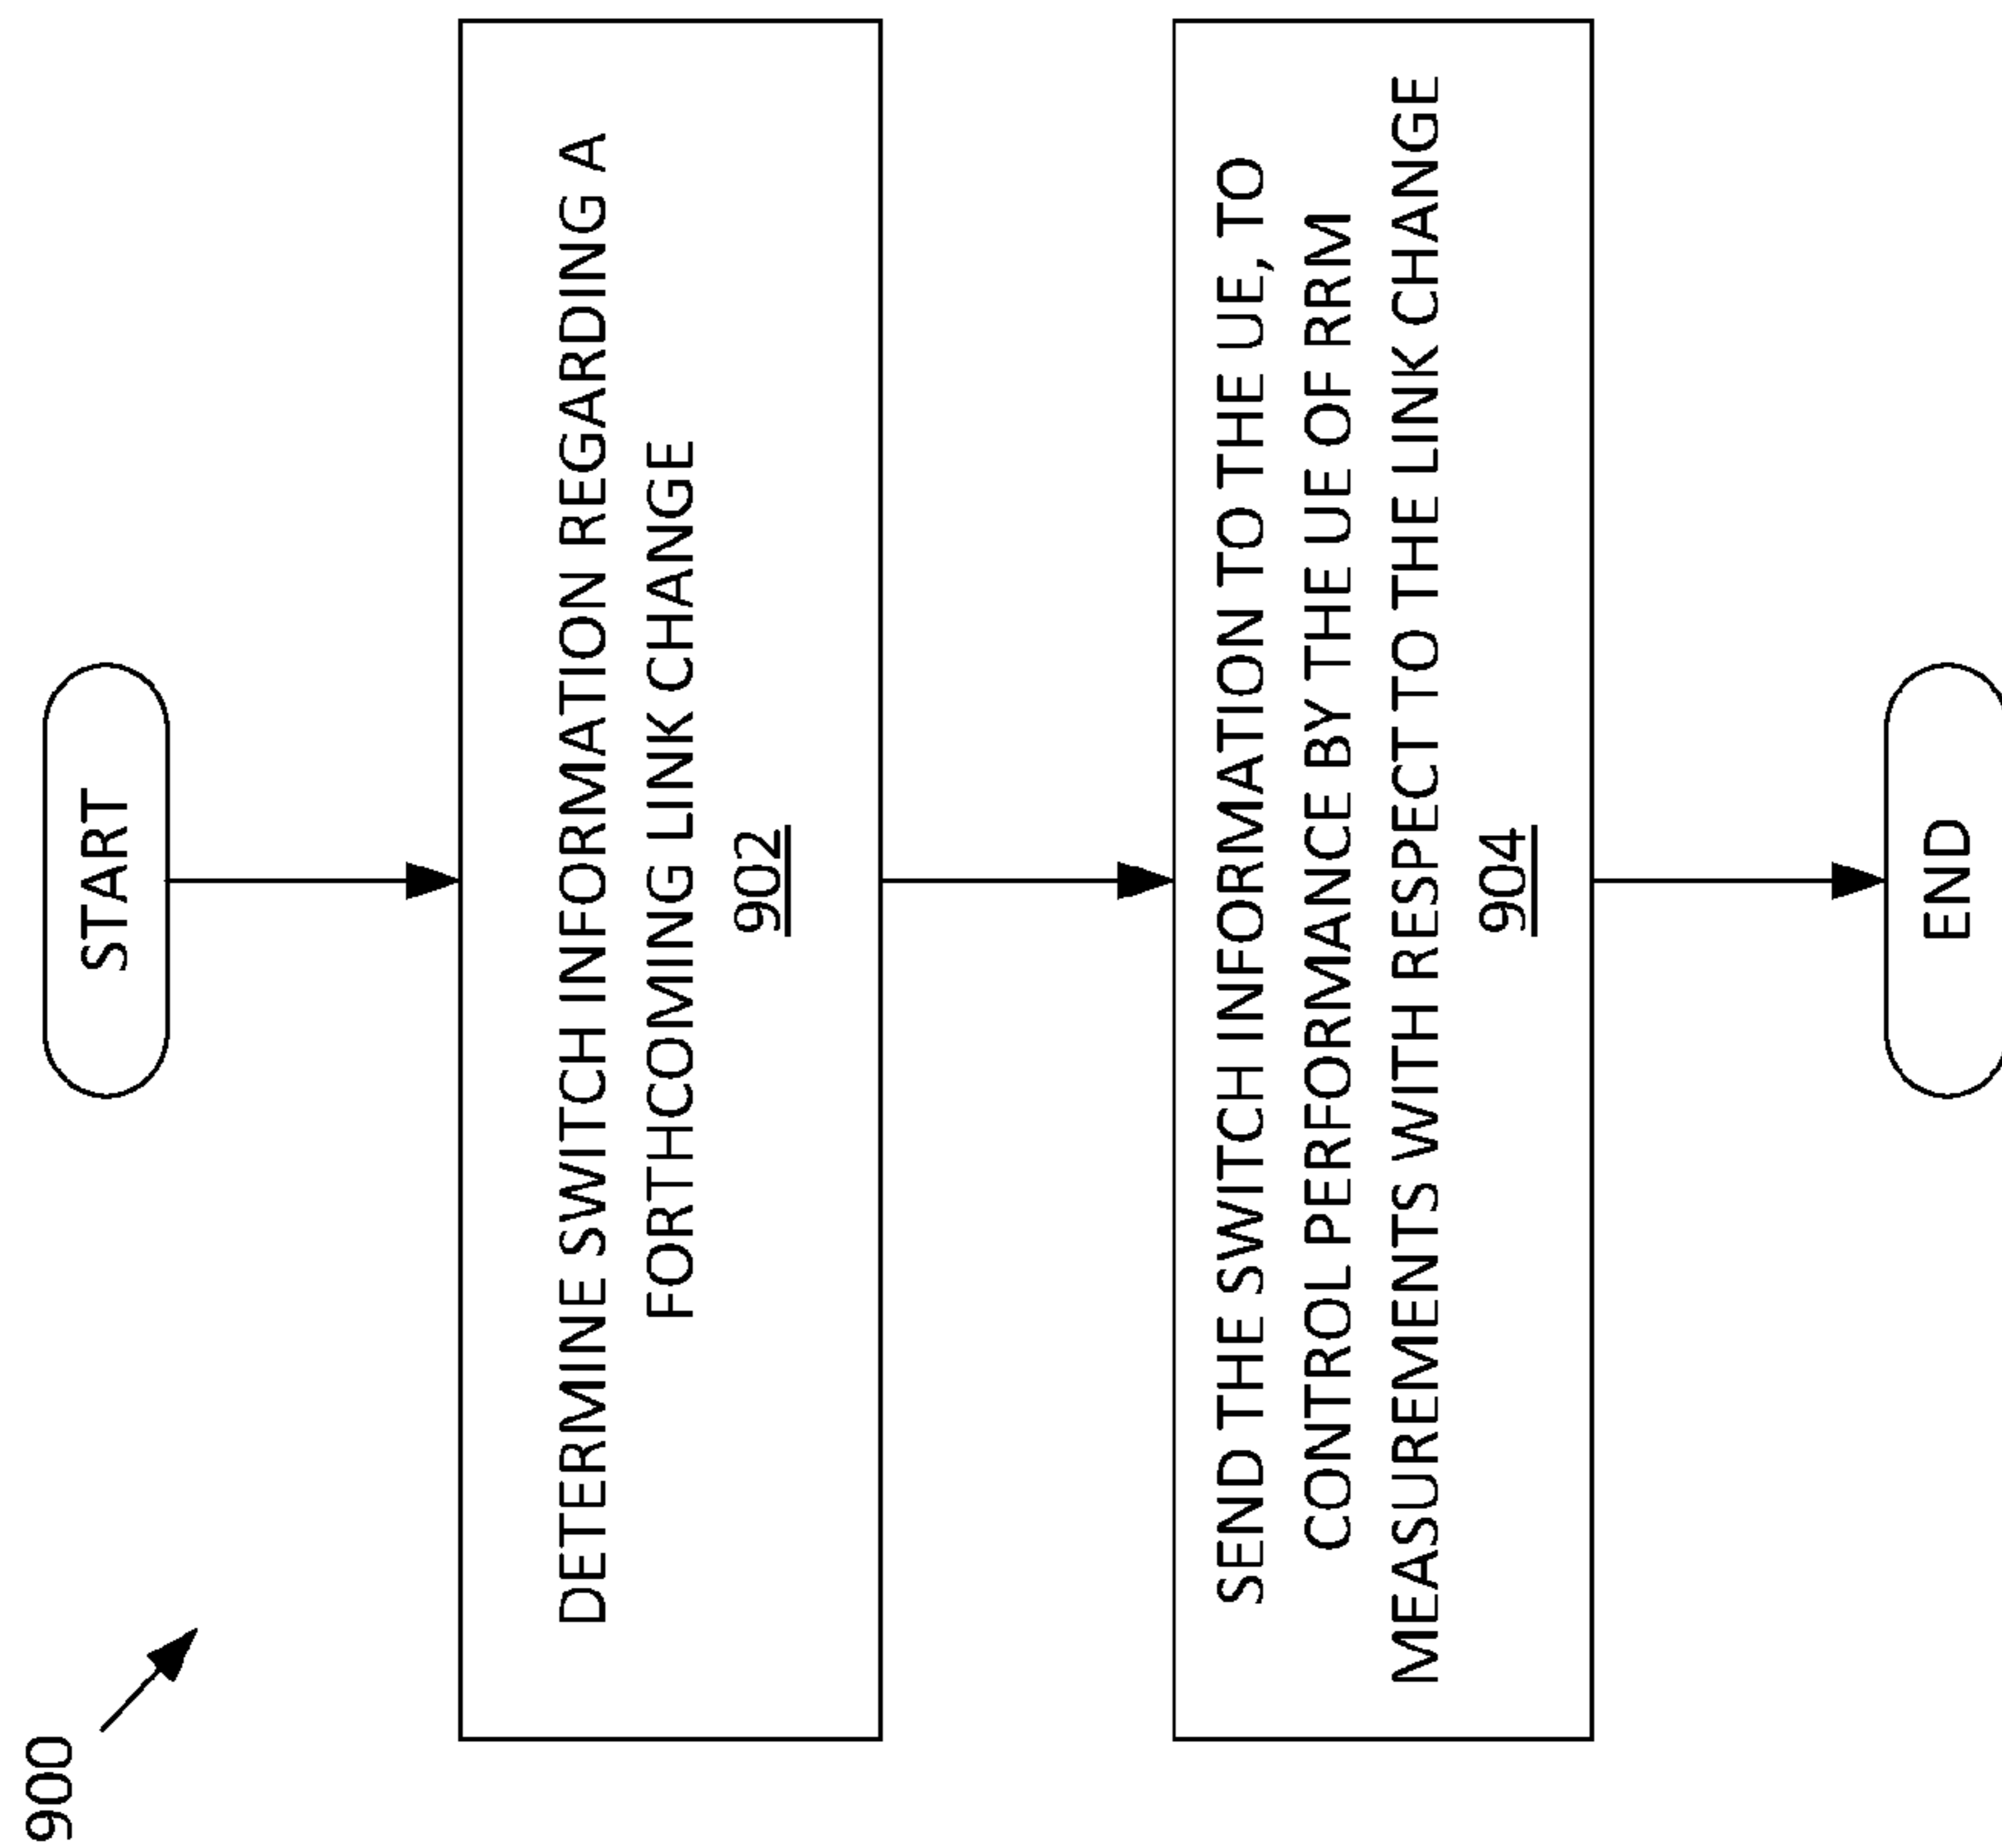 900
START
DETERMINE SWITCH INFORMATION REGARDING A
FORTHCOMING LINK CHANGE
902
SEND THE SWITCH INFORMATION TO THE UE, TO
CONTROL PERFORMANCE BY THE UE OF RRM
MEASUREMENTS WITH RESPECT TO THE LINK CHANGE
904
END